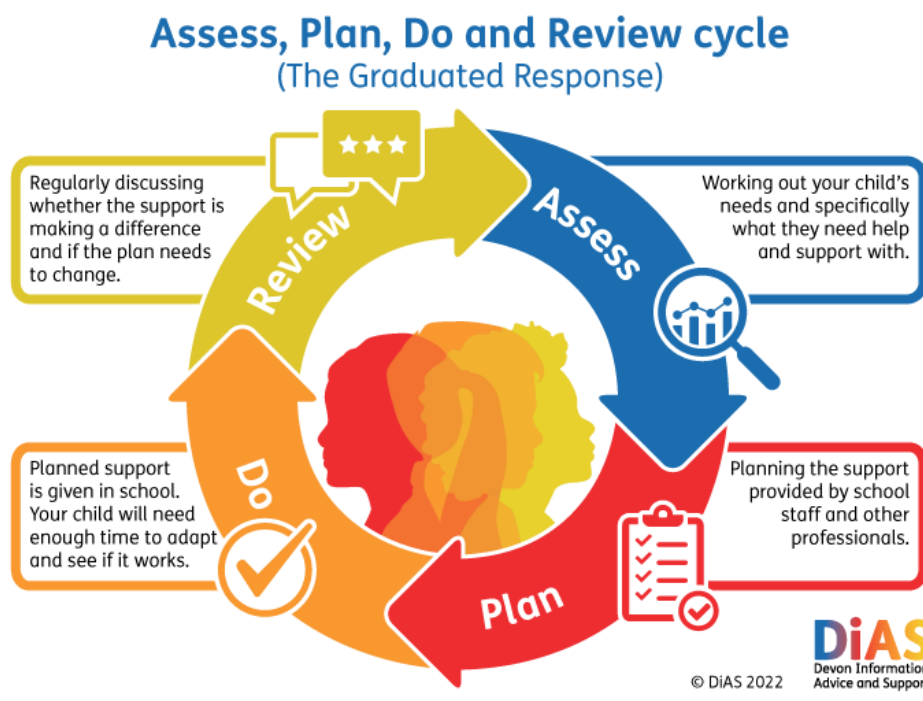 Assess, Plan, Do and Review cycle
(The Graduated Response)
Regularly discussing
whether the support is
making a difference
and if the plan needs
to change.
Review
Assess
Working out your child's
needs and specifically
what they need help
and support with.
Planned support
is given in school.
Your child will need
enough time to adapt
and see if it works.
Do
Plan
Planning the support
provided by school
staff and other
professionals.
© DiAS 2022
DiAS
Devon Information
Advice and Support